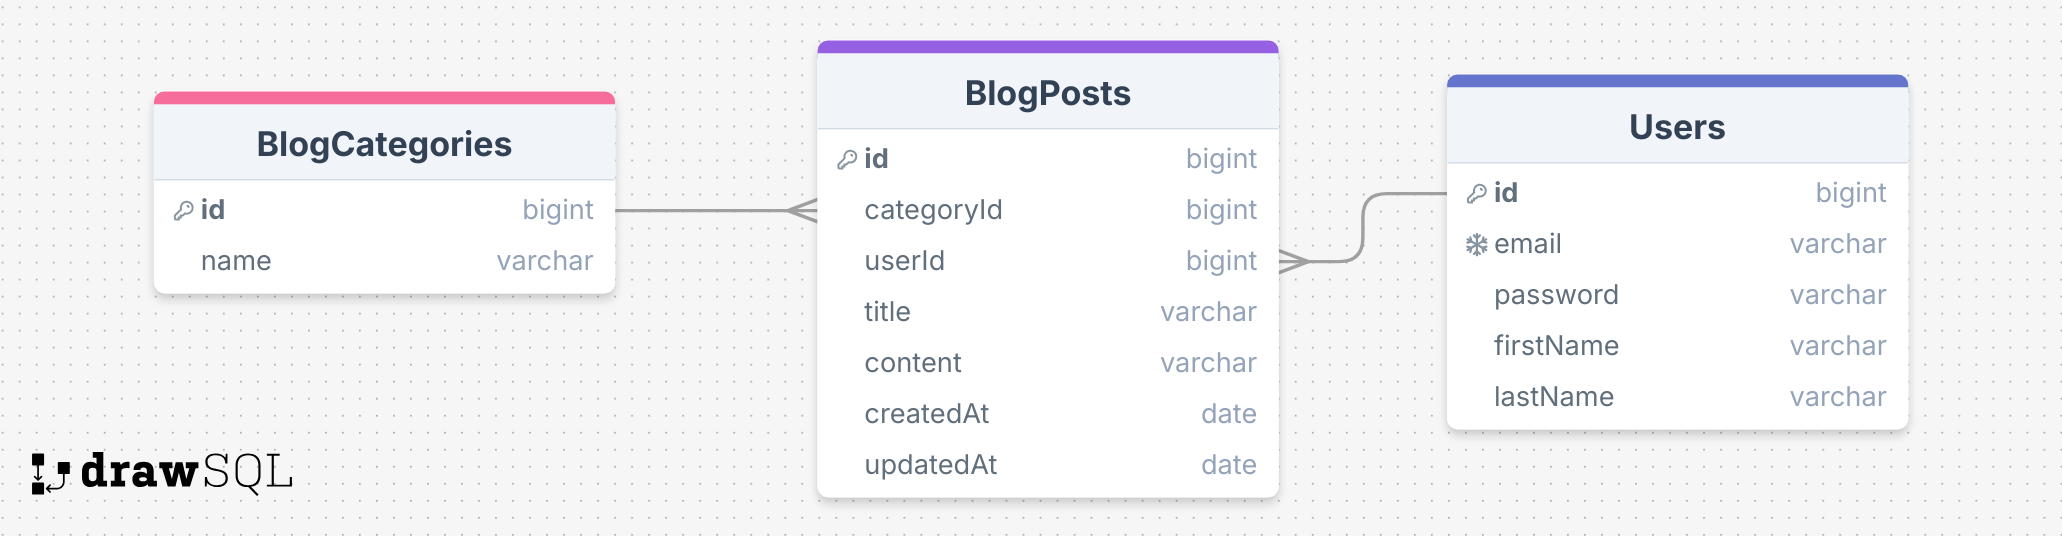 BlogCategories
id bigint
name varchar
BlogPosts
id bigint
categoryId bigint
userId bigint
title varchar
content varchar
createdAt date
updatedAt date
Users
id bigint
email varchar
password varchar
firstName varchar
lastName varchar
drawSQL